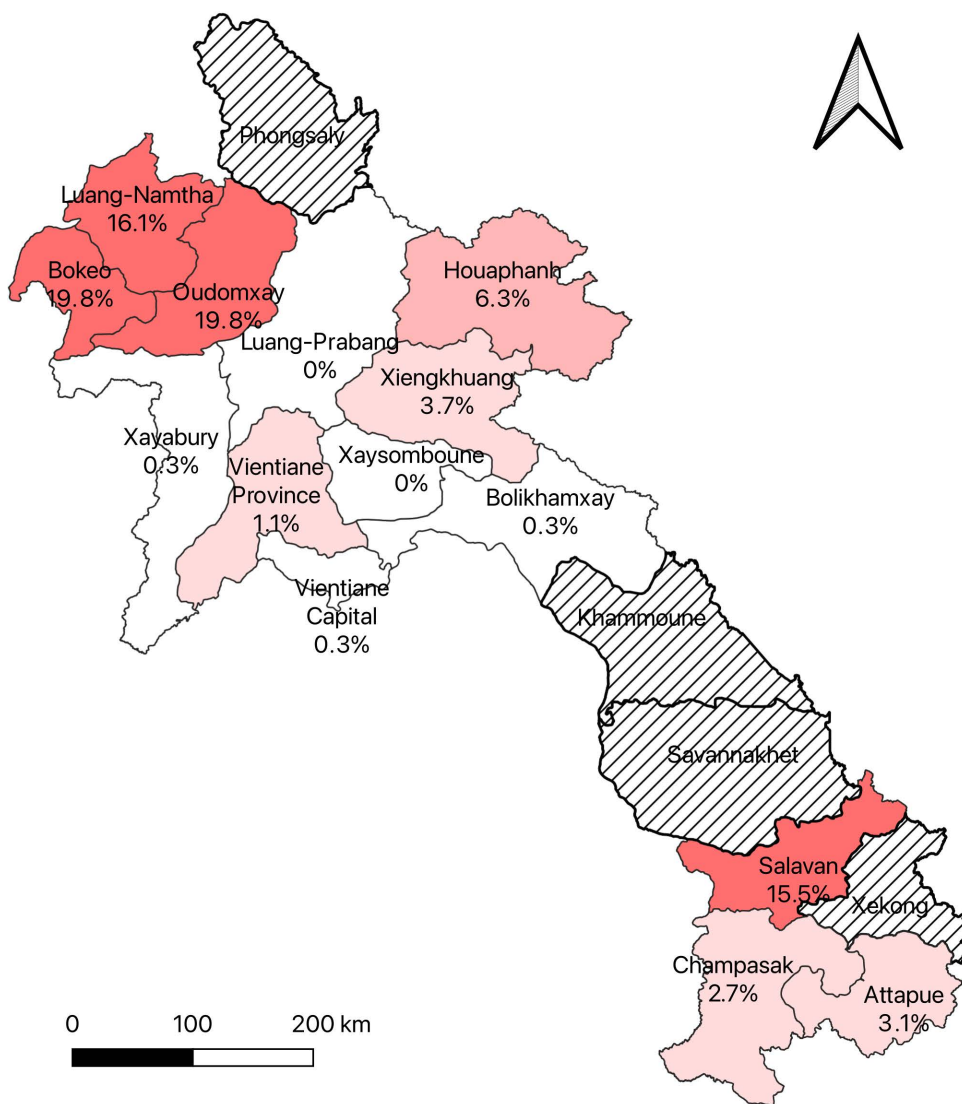 Phongsaly
Luang-Namtha
16.1%
Bokeo
19.8%
Oudomxay
19.8%
Houaphanh
6.3%
Luang-Prabang
0%
Xiengkhuang
3.7%
Xayabury
0.3%
Vientiane
Province
1.1%
Xaysomboune
0%
Bolikhamxay
0.3%
Vientiane
Capital
0.3%
Khammoune
Savannakhet
Salavan
15.5%
Xekong
Champasak
2.7%
Attapue
3.1%
0 100 200 km